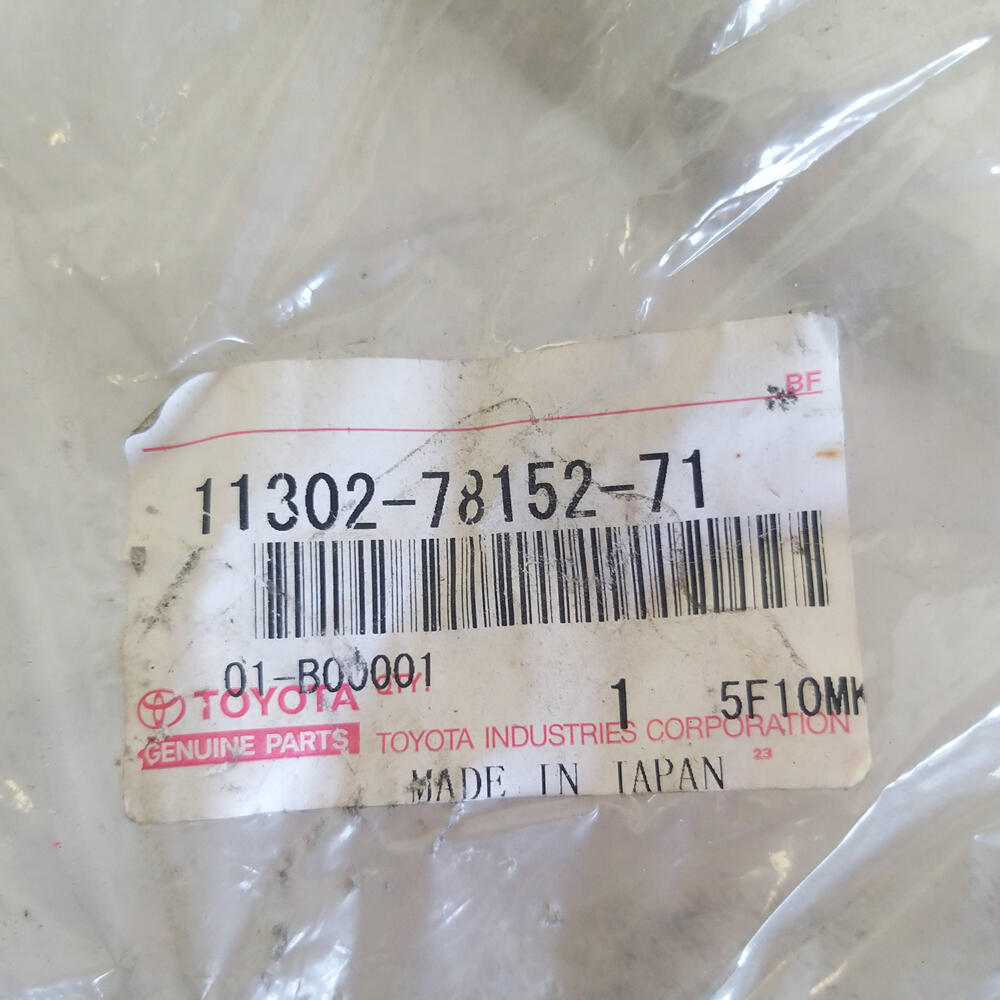 BF
11302-78152-71
01-B00001
TOYOTA QTY.
1 5F10MK
GENUINE PARTS TOYOTA INDUSTRIES CORPORATION
23
MADE IN JAPAN